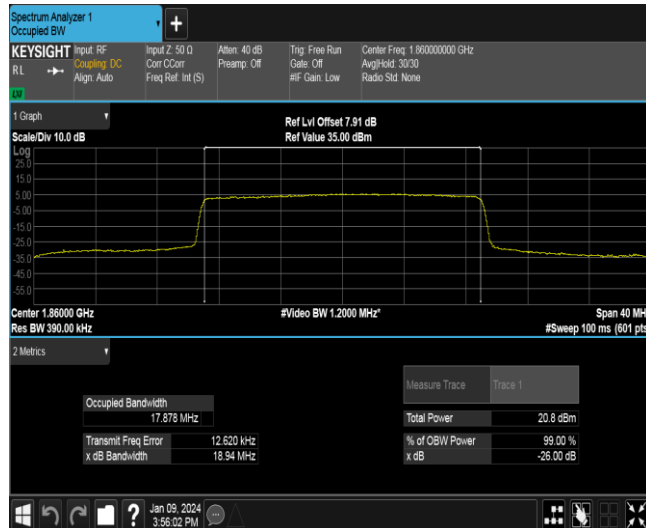 Spectrum Analyzer 1
Occupied BW
+
KEYSIGHT
RL
LXI
Input: RF
Coupling: DC
Align: Auto
Input Z: 50 Ω
Corr CCorr
Freq Ref: Int (S)
Atten: 40 dB
Preamp: Off
Trig: Free Run
Gate: Off
#IF Gain: Low
Center Freq: 1.860000000 GHz
Avg|Hold: 30/30
Radio Std: None
1 Graph
Scale/Div 10.0 dB
Ref Lvl Offset 7.91 dB
Ref Value 35.00 dBm
Log
25.0
15.0
5.00
-5.00
-15.0
-25.0
-35.0
-45.0
-55.0
Center 1.86000 GHz
#Video BW 1.2000 MHz*
Span 40 MH
Res BW 390.00 kHz
#Sweep 100 ms (601 pts
2 Metrics
Measure Trace Trace 1
Occupied Bandwidth
17.878 MHz
Total Power 20.8 dBm
Transmit Freq Error 12.620 kHz
% of OBW Power 99.00 %
x dB Bandwidth 18.94 MHz
x dB -26.00 dB
?
Jan 09, 2024
3:56:02 PM